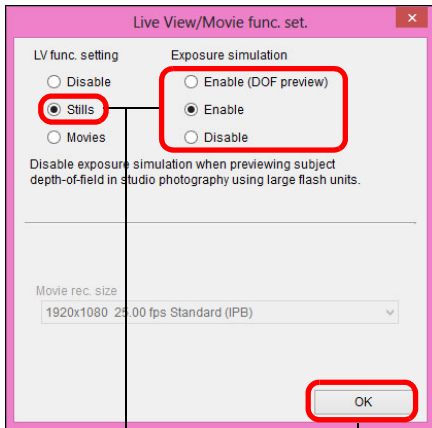 Live View/Movie func. set.
LV func. setting
Exposure simulation
Disable
Enable (DOF preview)
Stills
Enable
Movies
Disable
Disable exposure simulation when previewing subject
depth-of-field in studio photography using large flash units.
Movie rec. size
1920x1080 25.00 fps Standard (IPB)
OK